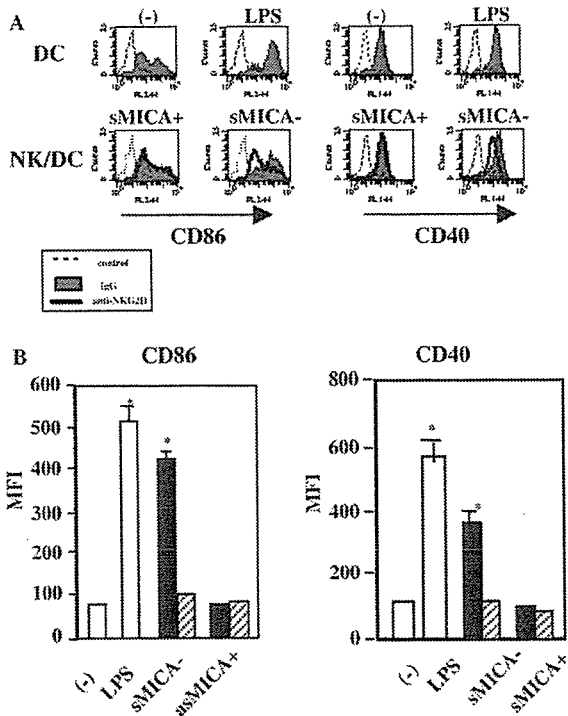 A
(-) LPS (-) LPS
DC
sMICA+ sMICA- sMICA+ sMICA-
NK/DC
CD86 CD40
control
IgG
anti-NKG2D
B
CD86 CD40
600
500
400
300
200
100
0
MFI
* *
(-) LPS sMICA- asMICA+
800
600
400
200
0
MFI
* *
(-) LPS sMICA- sMICA+